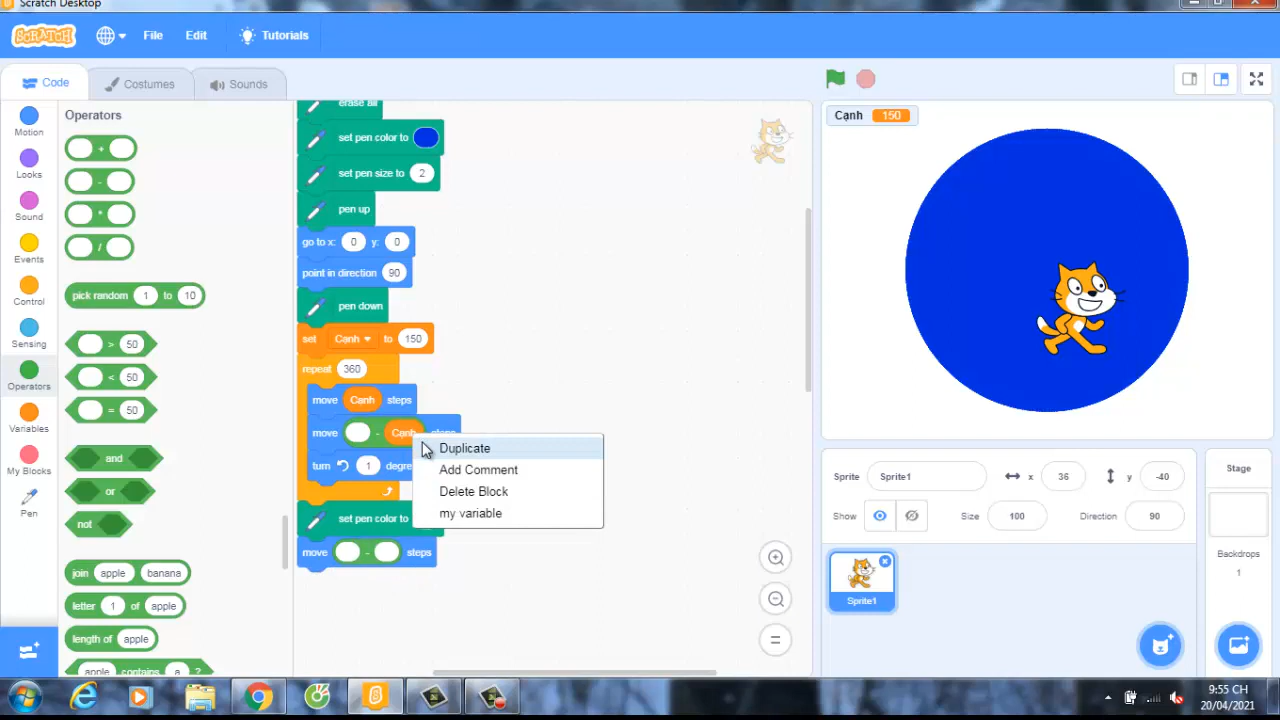 Scratch Desktop
SCRATCH
File
Edit
Tutorials
Code
Costumes
Sounds
Motion
Looks
Sound
Events
Control
Sensing
Operators
Variables
My Blocks
Pen
Operators
+
-
*
/
pick random 1 to 10
> 50
< 50
= 50
and
or
not
join apple banana
letter 1 of apple
length of apple
apple contains a ?
erase all
set pen color to
set pen size to 2
pen up
go to x: 0 y: 0
point in direction 90
pen down
set Cạnh to 150
repeat 360
move Cạnh steps
move - Cạnh steps
turn 1 degre
set pen color to
move - steps
Duplicate
Add Comment
Delete Block
my variable
=
Cạnh 150
Sprite Sprite1 x 36 y -40
Show Size 100 Direction 90
Sprite1
Stage
Backdrops
1
9:55 CH
20/04/2021